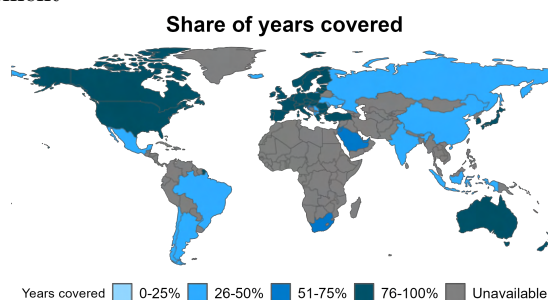 Share of years covered
Years covered 0-25% 26-50% 51-75% 76-100% Unavailable